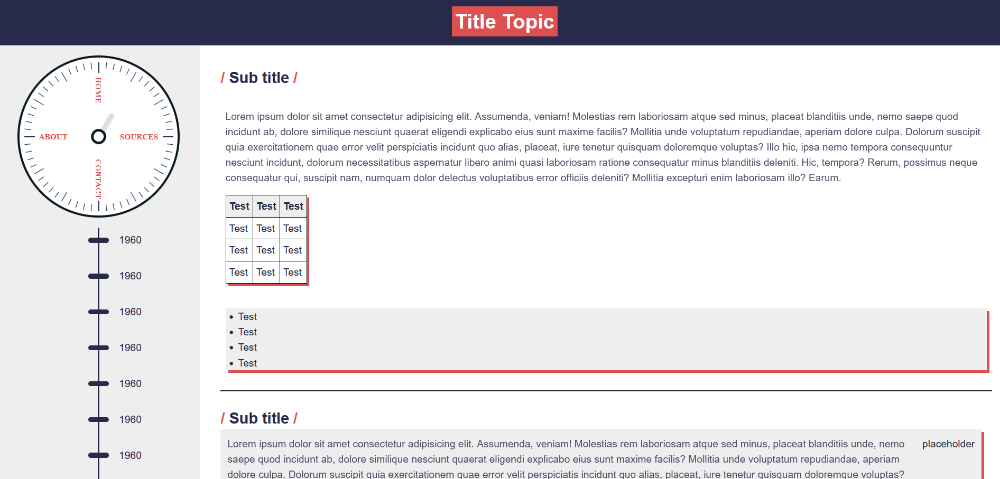 Title Topic
HOME
ABOUT
SOURCES
CONTACT
1960
1960
1960
1960
1960
1960
1960
/ Sub title /
Lorem ipsum dolor sit amet consectetur adipisicing elit. Assumenda, veniam! Molestias rem laboriosam atque sed minus, placeat blanditiis unde, nemo saepe quod
incidunt ab, dolore similique nesciunt quaerat eligendi explicabo eius sunt maxime facilis? Mollitia unde voluptatum repudiandae, aperiam dolore culpa. Dolorum suscipit
quia exercitationem quae error velit perspiciatis incidunt quo alias, placeat, iure tenetur quisquam doloremque voluptas? Illo hic, ipsa nemo tempora consequuntur
nesciunt incidunt, dolorum necessitatibus aspernatur libero animi quasi laboriosam ratione consequatur minus blanditiis deleniti. Hic, tempora? Rerum, possimus neque
consequatur qui, suscipit nam, numquam dolor delectus voluptatibus error officiis deleniti? Mollitia excepturi enim laboriosam illo? Earum.
Test Test Test
Test Test Test
Test Test Test
Test Test Test
• Test
• Test
• Test
• Test
/ Sub title /
Lorem ipsum dolor sit amet consectetur adipisicing elit. Assumenda, veniam! Molestias rem laboriosam atque sed minus, placeat blanditiis unde, nemo
saepe quod incidunt ab, dolore similique nesciunt quaerat eligendi explicabo eius sunt maxime facilis? Mollitia unde voluptatum repudiandae, aperiam
dolore culpa. Dolorum suscipit quia exercitationem quae error velit perspiciatis incidunt quo alias, placeat, iure tenetur quisquam doloremque voluptas?
placeholder